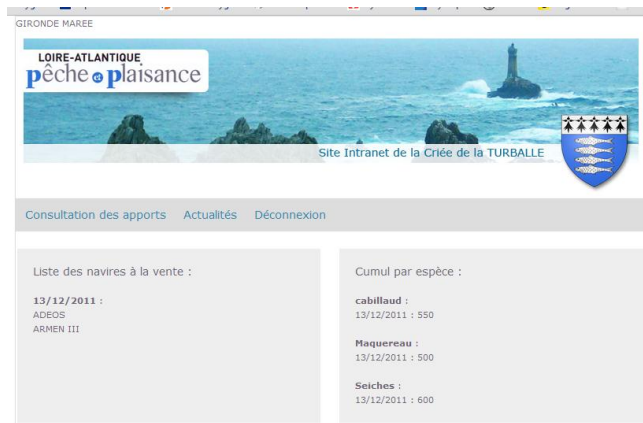 GIRONDE MAREE
LOIRE-ATLANTIQUE
pêche et plaisance
Site Intranet de la Criée de la TURBALLE
Consultation des apports Actualités Déconnexion
Liste des navires à la vente :
13/12/2011 :
ADEOS
ARMEN III
Cumul par espèce :
cabillaud :
13/12/2011 : 550
Maquereau :
13/12/2011 : 500
Seiches :
13/12/2011 : 600